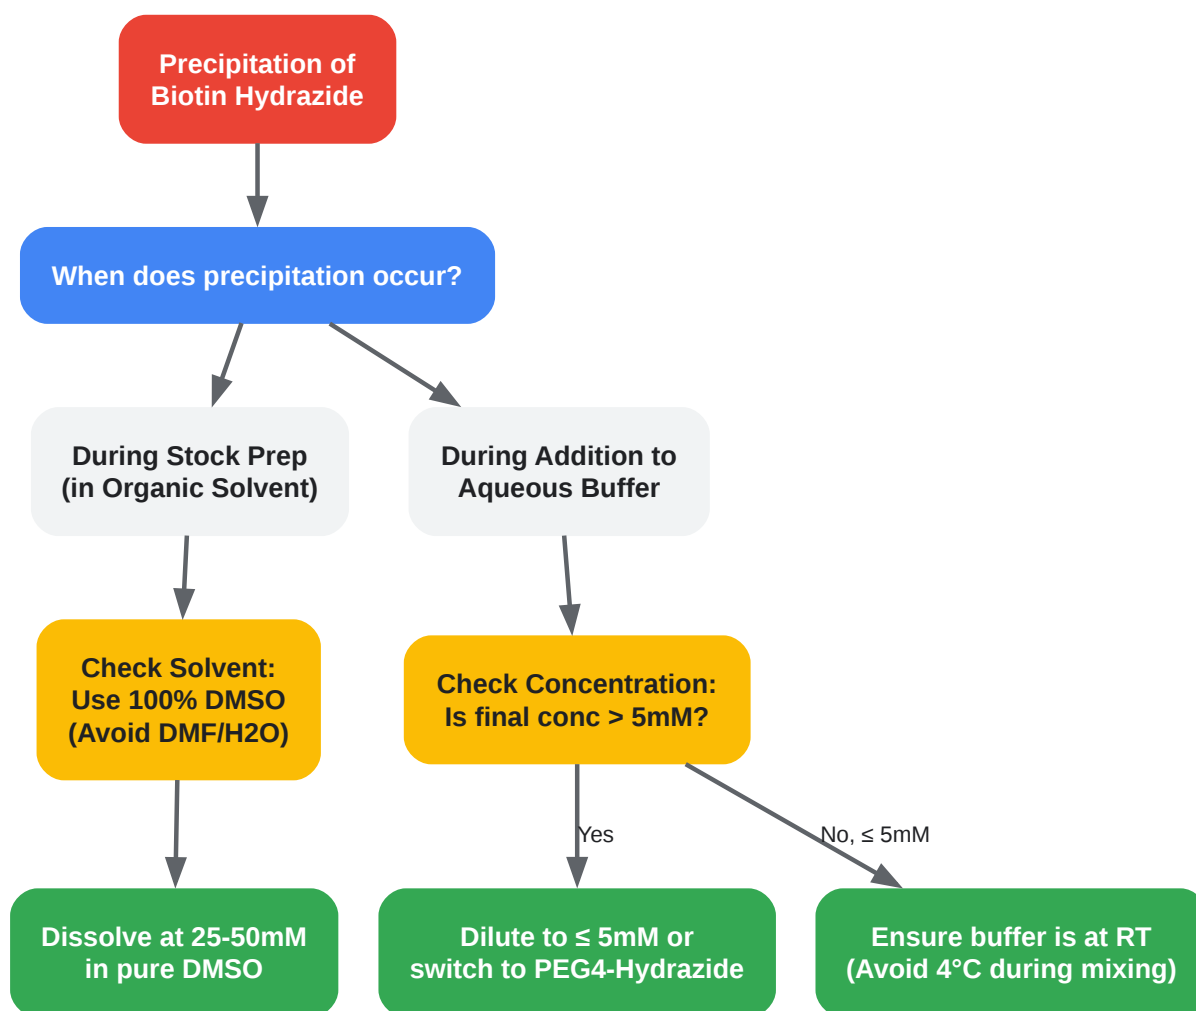 Precipitation of
Biotin Hydrazide
When does precipitation occur?
During Stock Prep
(in Organic Solvent)
During Addition to
Aqueous Buffer
Check Solvent:
Use 100% DMSO
(Avoid DMF/H2O)
Check Concentration:
Is final conc > 5mM?
Yes
No, ≤ 5mM
Dissolve at 25-50mM
in pure DMSO
Dilute to ≤ 5mM or
switch to PEG4-Hydrazide
Ensure buffer is at RT
(Avoid 4°C during mixing)